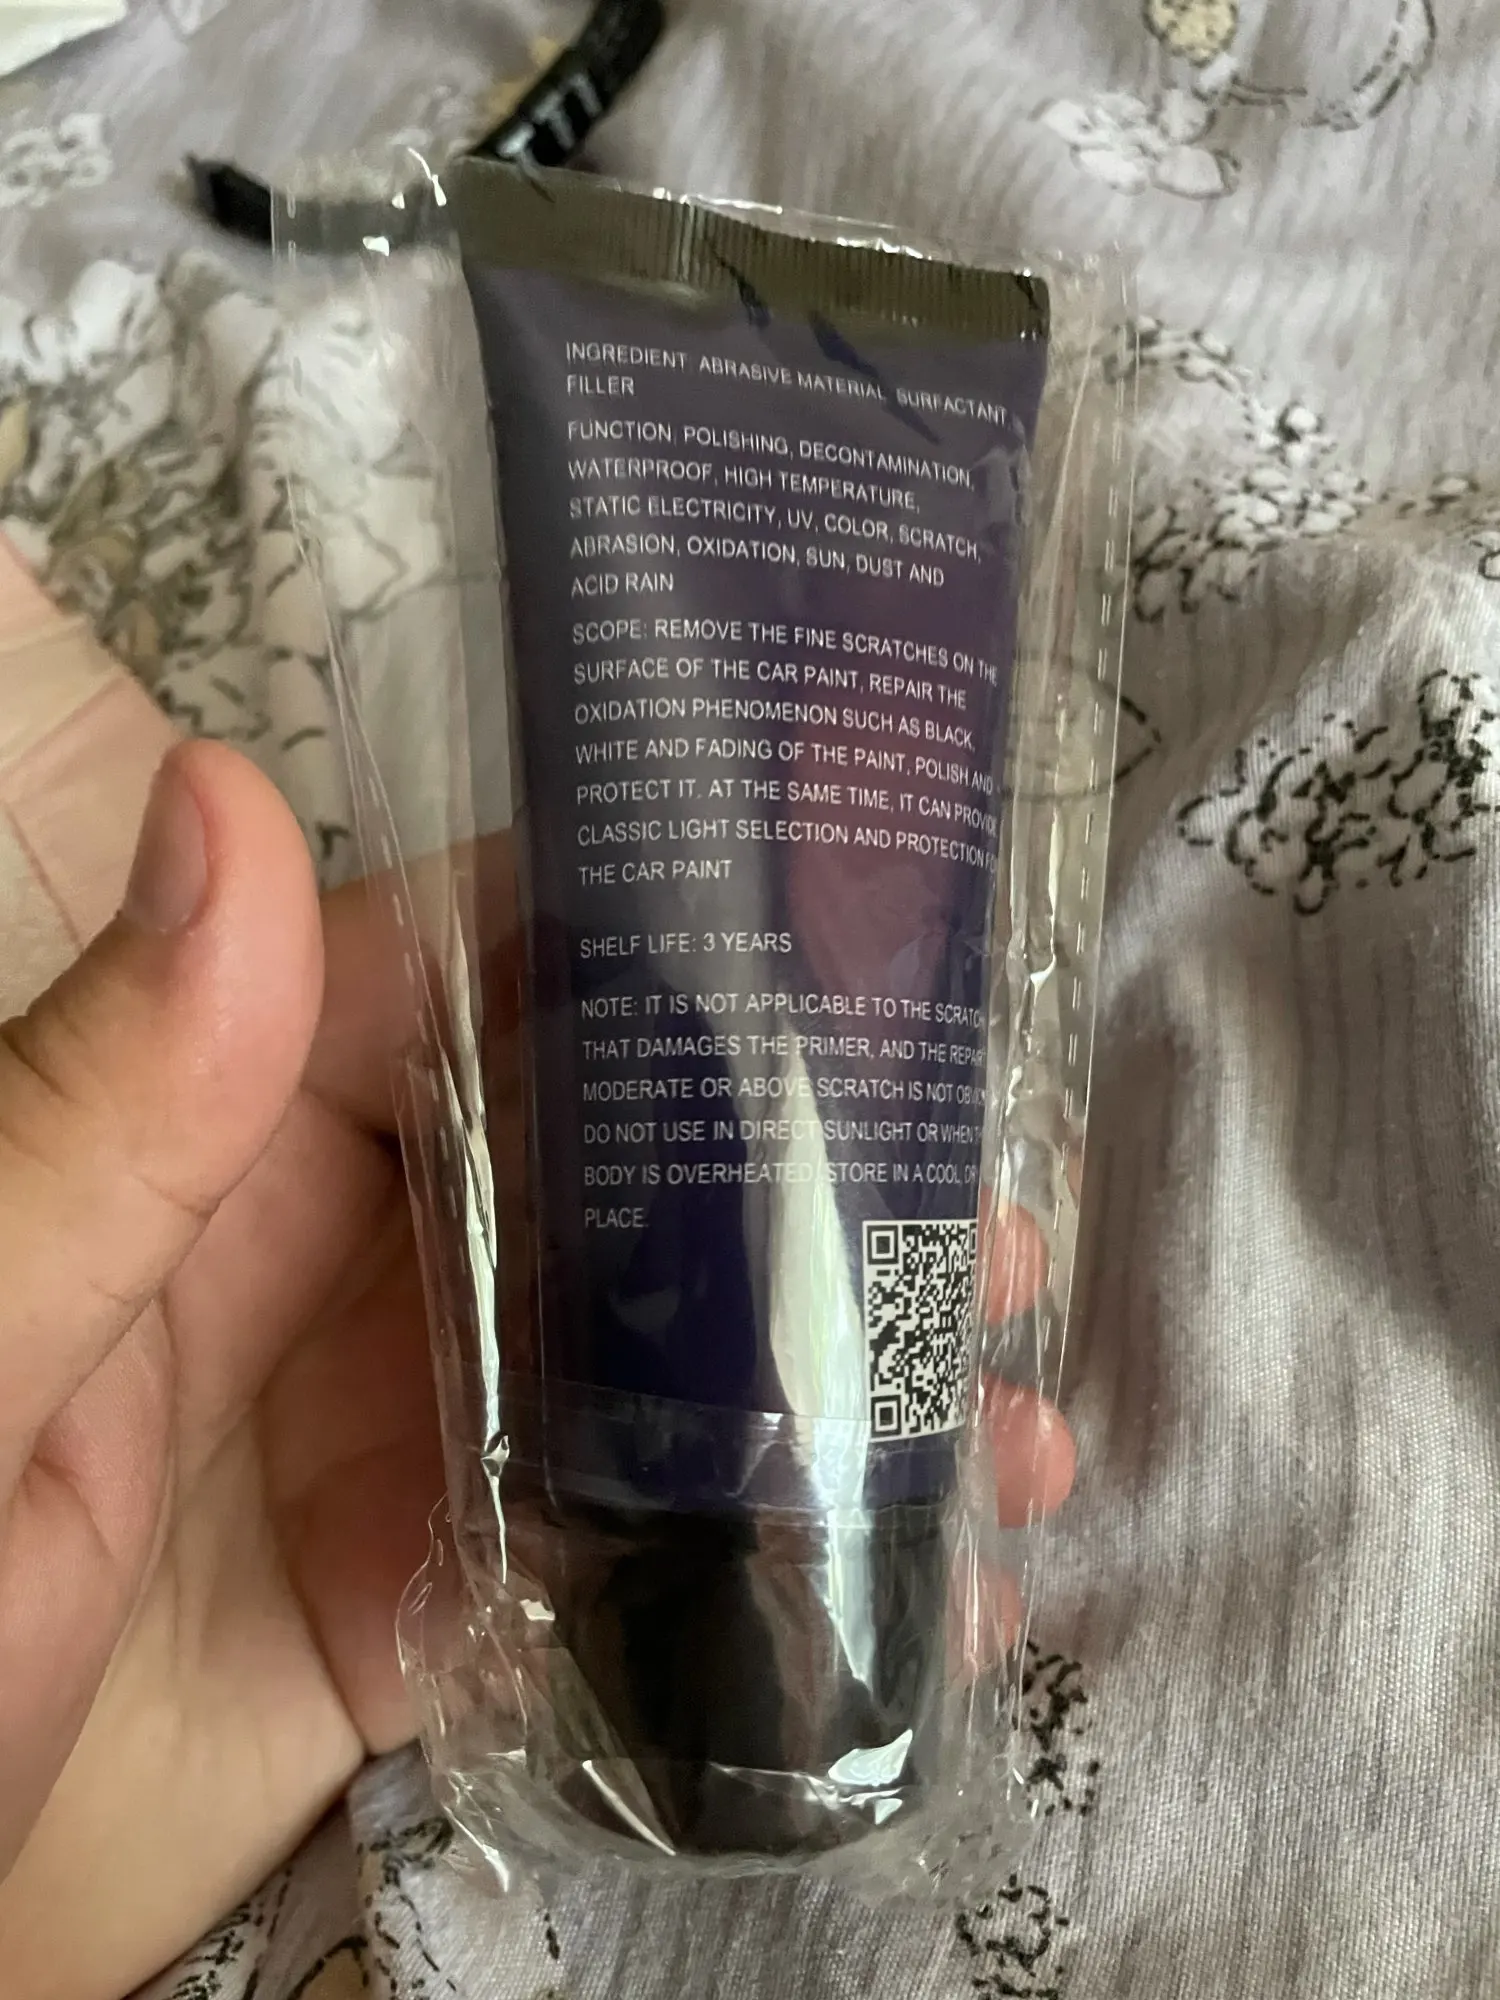 INGREDIENT ABRASIVE MATERIAL SURFACTANT
FILLER
FUNCTION; POLISHING, DECONTAMINATION,
WATERPROOF, HIGH TEMPERATURE,
STATIC ELECTRICITY, UV, COLOR, SCRATCH,
ABRASION, OXIDATION, SUN, DUST AND
ACID RAIN
SCOPE: REMOVE THE FINE SCRATCHES ON THE
SURFACE OF THE CAR PAINT, REPAIR THE
OXIDATION PHENOMENON SUCH AS BLACK,
WHITE AND FADING OF THE PAINT, POLISH AND
PROTECT IT. AT THE SAME TIME, IT CAN PROVIDE
CLASSIC LIGHT SELECTION AND PROTECTION
THE CAR PAINT
SHELF LIFE: 3 YEARS
NOTE: IT IS NOT APPLICABLE TO THE
THAT DAMAGES THE PRIMER, AND THE
MODERATE OR ABOVE SCRATCH IS NOT
DO NOT USE IN DIRECT SUNLIGHT OR WHEN
BODY IS OVERHEATED. STORE IN A COOL,
PLACE.